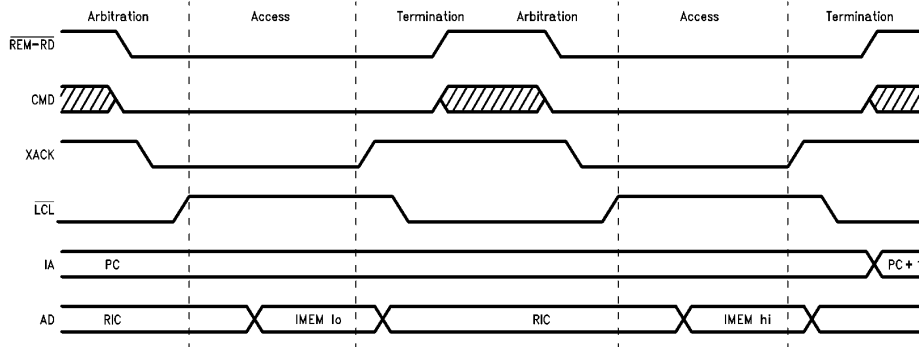 Arbitration Access Termination Arbitration Access Termination
REM-RD
CMD
XACK
LCL
IA PC PC +
AD RIC IMEM lo RIC IMEM hi